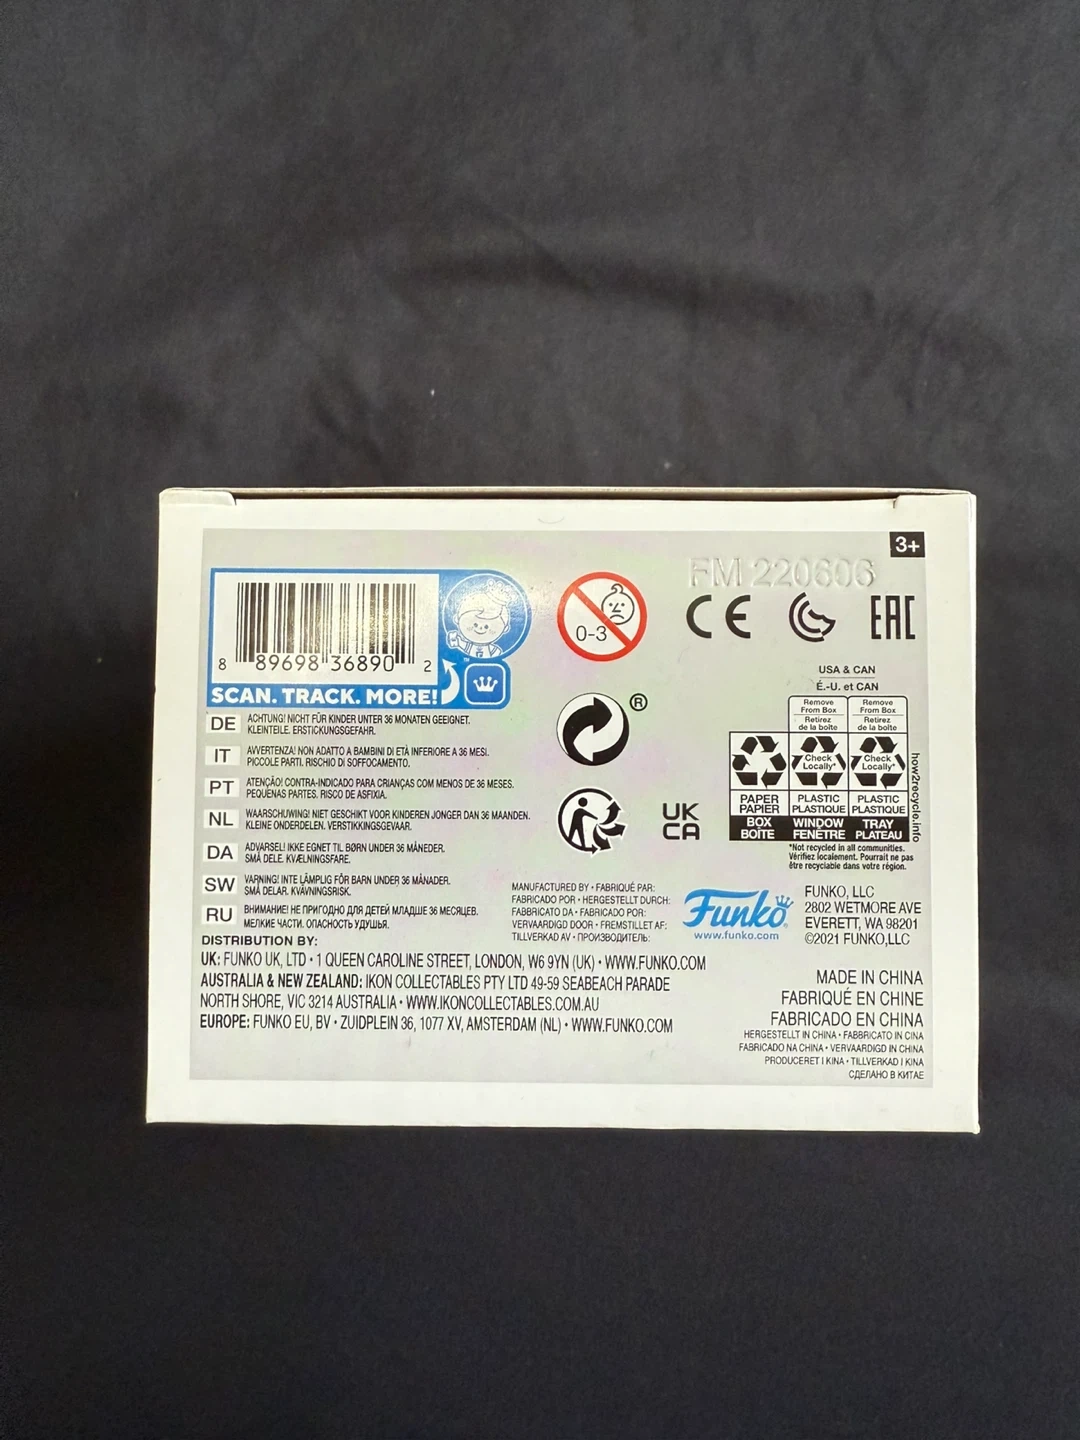 3+
FM 220606
8 89698 36890 2
SCAN. TRACK. MORE!
™
0-3
CE
EAC
USA & CAN
É.-U. et CAN
Remove From Box
Retirez de la boîte
Remove From Box
Retirez de la boîte
Check Locally*
Check Locally*
PAPER
PAPIER
BOX
BOÎTE
PLASTIC
PLASTIQUE
WINDOW
FENÊTRE
PLASTIC
PLASTIQUE
TRAY
PLATEAU
how2recycle.info
*Not recycled in all communities.
Vérifiez localement. Pourrait ne pas
être recyclable dans votre région.
®
UK
CA
DE ACHTUNG! NICHT FÜR KINDER UNTER 36 MONATEN GEEIGNET.
KLEINTEILE. ERSTICKUNGSGEFAHR.
IT AVVERTENZA! NON ADATTO A BAMBINI DI ETÀ INFERIORE A 36 MESI.
PICCOLE PARTI. RISCHIO DI SOFFOCAMENTO.
PT ATENÇÃO! CONTRA-INDICADO PARA CRIANÇAS COM MENOS DE 36 MESES.
PEQUENAS PARTES. RISCO DE ASFIXIA.
NL WAARSCHUWING! NIET GESCHIKT VOOR KINDEREN JONGER DAN 36 MAANDEN.
KLEINE ONDERDELEN. VERSTIKKINGSGEVAAR.
DA ADVARSEL! IKKE EGNET TIL BØRN UNDER 36 MÅNEDER.
SMÅ DELE. KVÆLNINGSFARE.
SW VARNING! INTE LÄMPLIG FÖR BARN UNDER 36 MÅNADER.
SMÅ DELAR. KVÄVNINGSRISK.
RU ВНИМАНИЕ! НЕ ПРИГОДНО ДЛЯ ДЕТЕЙ МЛАДШЕ 36 МЕСЯЦЕВ.
МЕЛКИЕ ЧАСТИ. ОПАСНОСТЬ УДУШЬЯ.
MANUFACTURED BY • FABRIQUÉ PAR:
FABRICADO POR • HERGESTELLT DURCH:
FABBRICATO DA • FABRICADO POR:
VERVAARDIGD DOOR • FREMSTILLET AF:
TILLVERKAD AV • ПРОИЗВОДИТЕЛЬ:
Funko®
www.funko.com
FUNKO, LLC
2802 WETMORE AVE
EVERETT, WA 98201
©2021 FUNKO,LLC
DISTRIBUTION BY:
UK: FUNKO UK, LTD • 1 QUEEN CAROLINE STREET, LONDON, W6 9YN (UK) • WWW.FUNKO.COM
AUSTRALIA & NEW ZEALAND: IKON COLLECTABLES PTY LTD 49-59 SEABEACH PARADE
NORTH SHORE, VIC 3214 AUSTRALIA • WWW.IKONCOLLECTABLES.COM.AU
EUROPE: FUNKO EU, BV • ZUIDPLEIN 36, 1077 XV, AMSTERDAM (NL) • WWW.FUNKO.COM
MADE IN CHINA
FABRIQUÉ EN CHINE
FABRICADO EN CHINA
HERGESTELLT IN CHINA • FABBRICATO IN CINA
FABRICADO NA CHINA • VERVAARDIGD IN CHINA
PRODUCERET I KINA • TILLVERKAD I KINA
СДЕЛАНО В КИТАЕ